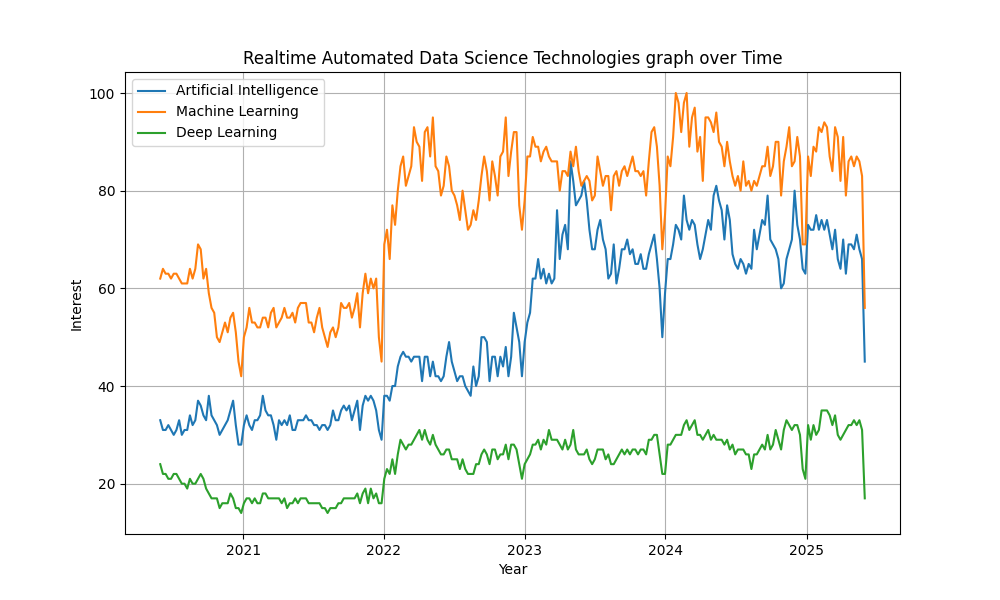 Realtime Automated Data Science Technologies graph over Time
Artificial Intelligence
Machine Learning
Deep Learning
100
80
60
40
20
Interest
2021 2022 2023 2024 2025
Year